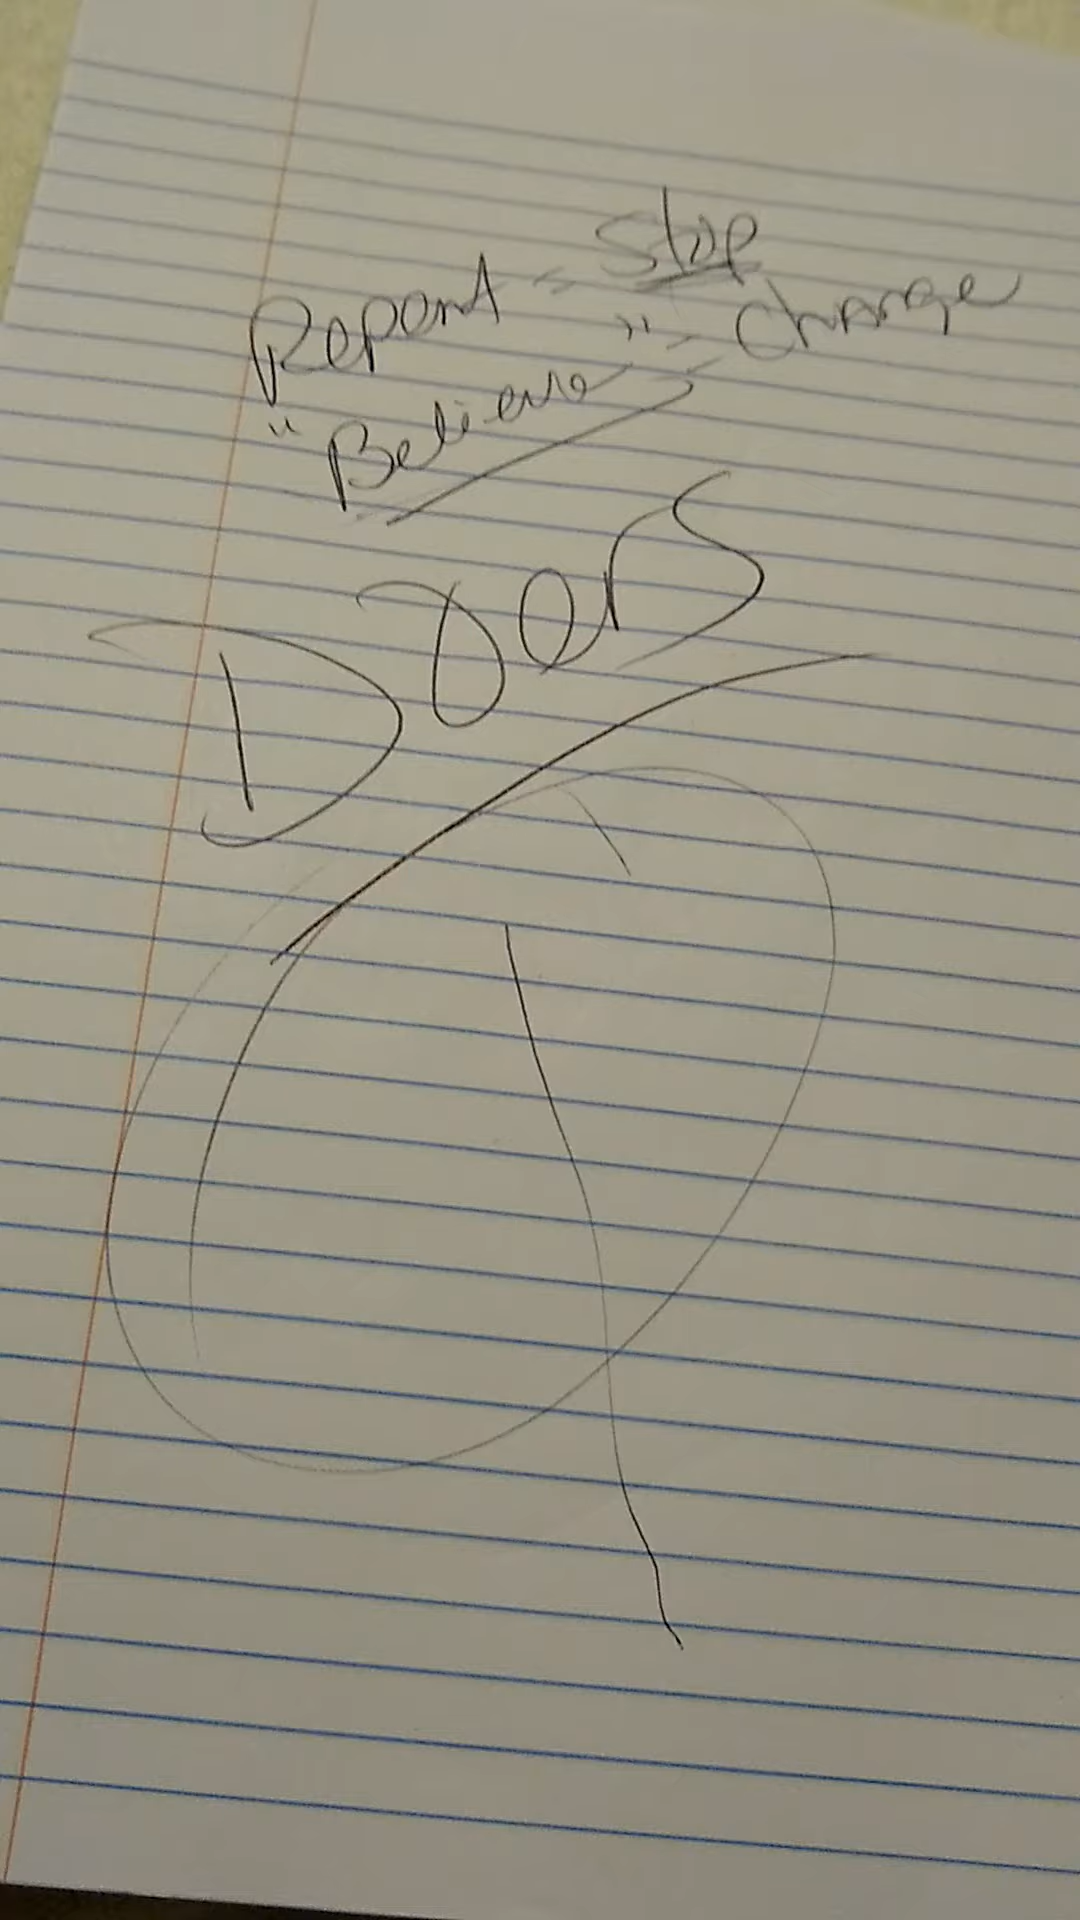 Repent = Stop
"Believe" = Change
Doers